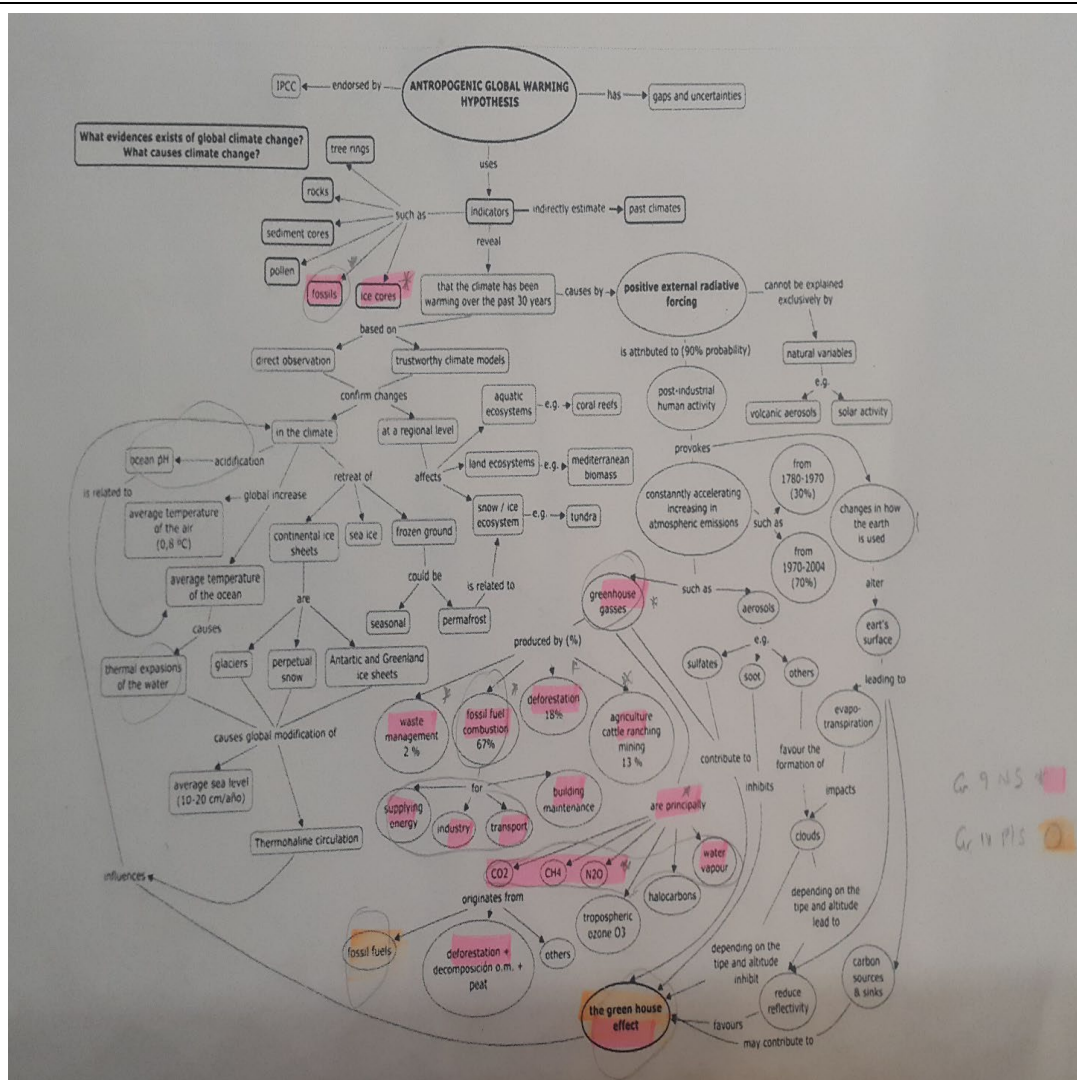 IPCC
endorsed by
ANTROPOGENIC GLOBAL WARMING
HYPOTHESIS
has
gaps and uncertainties
What evidences exists of global climate change?
What causes climate change?
tree rings
uses
rocks
such as
indicators
indirectly estimate
past climates
sediment cores
reveal
pollen
fossils
ice cores
that the climate has been
warming over the past 30 years
causes by
positive external radiative
forcing
cannot be explained
exclusively by
based on
direct observation
trustworthy climate models
is attributed to (90% probability)
natural variables
e.g.
volcanic aerosols
solar activity
confirm changes
aquatic
ecosystems
e.g.
coral reefs
post-industrial
human activity
in the climate
at a regional level
provokes
ocean pH
acidification
retreat of
affects
land ecosystems
e.g.
mediterranean
biomass
from
1780-1970
(30%)
is related to
global increase
average temperature
of the air
(0,8 ºC)
continental ice
sheets
sea ice
frozen ground
snow / ice
ecosystem
e.g.
tundra
constanntly accelerating
increasing in
atmospheric emissions
such as
changes in how
the earth
is used
from
1970-2004
(70%)
average temperature
of the ocean
are
could be
is related to
greenhouse
gasses
such as
aerosols
alter
causes
seasonal
permafrost
e.g.
eart's
surface
thermal expasions
of the water
glaciers
perpetual
snow
Antartic and Greenland
ice sheets
produced by (%)
sulfates
soot
others
leading to
waste
management
2 %
fossil fuel
combustion
67%
deforestation
18%
agriculture
cattle ranching
mining
13 %
evapo-
transpiration
causes global modification of
contribute to
favour the
formation of
average sea level
(10-20 cm/año)
for
supplying
energy
industry
transport
building
maintenance
are principally
inhibits
impacts
Gr 9 NS
Thermohaline circulation
clouds
CO2
CH4
N2O
water
vapour
influences
originates from
halocarbons
tropospheric
ozone O3
depending on the
tipe and altitude
lead to
fossil fuels
deforestation +
decomposición o.m. +
peat
others
depending on the
tipe and altitude
inhibit
carbon
sources
& sinks
reduce
reflectivity
the green house
effect
favours
may contribute to